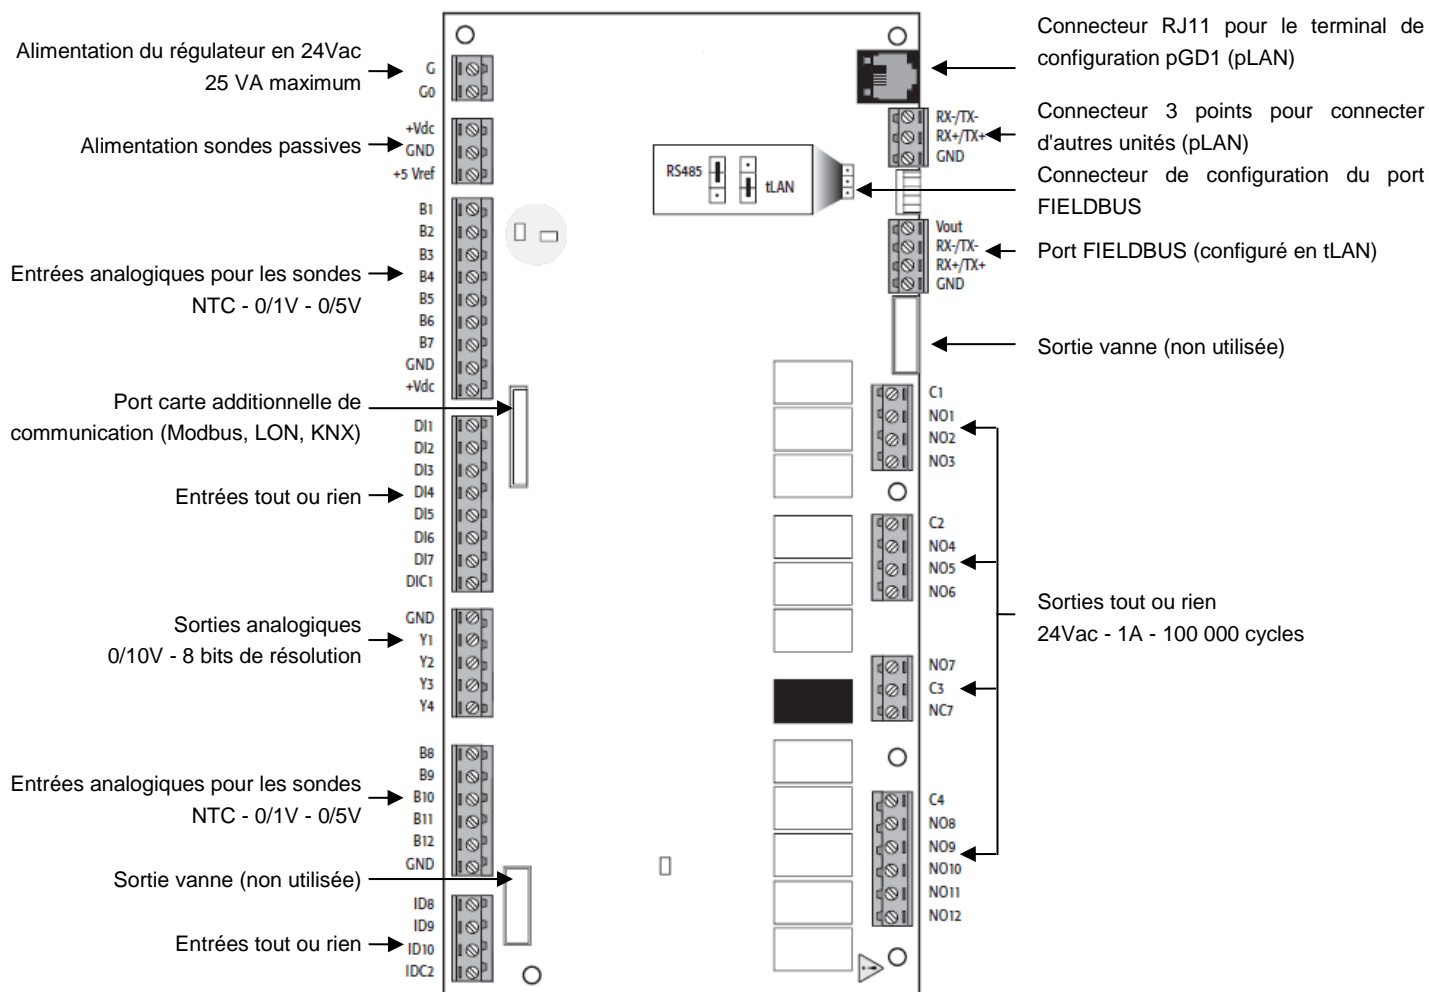 Alimentation du régulateur en 24Vac
25 VA maximum
G
G0
Alimentation sondes passives
+Vdc
GND
+5 Vref
Entrées analogiques pour les sondes
NTC - 0/1V - 0/5V
B1
B2
B3
B4
B5
B6
B7
GND
+Vdc
Port carte additionnelle de
communication (Modbus, LON, KNX)
Entrées tout ou rien
DI1
DI2
DI3
DI4
DI5
DI6
DI7
DIC1
Sorties analogiques
0/10V - 8 bits de résolution
GND
Y1
Y2
Y3
Y4
Entrées analogiques pour les sondes
NTC - 0/1V - 0/5V
B8
B9
B10
B11
B12
GND
Sortie vanne (non utilisée)
Entrées tout ou rien
ID8
ID9
ID10
IDC2
RS485
tLAN
Connecteur RJ11 pour le terminal de
configuration pGD1 (pLAN)
RX-/TX-
RX+/TX+
GND
Connecteur 3 points pour connecter
d'autres unités (pLAN)
Connecteur de configuration du port
FIELDBUS
Vout
RX-/TX-
RX+/TX+
GND
Port FIELDBUS (configuré en tLAN)
Sortie vanne (non utilisée)
C1
NO1
NO2
NO3
C2
NO4
NO5
NO6
Sorties tout ou rien
24Vac - 1A - 100 000 cycles
NO7
C3
NC7
C4
NO8
NO9
NO10
NO11
NO12